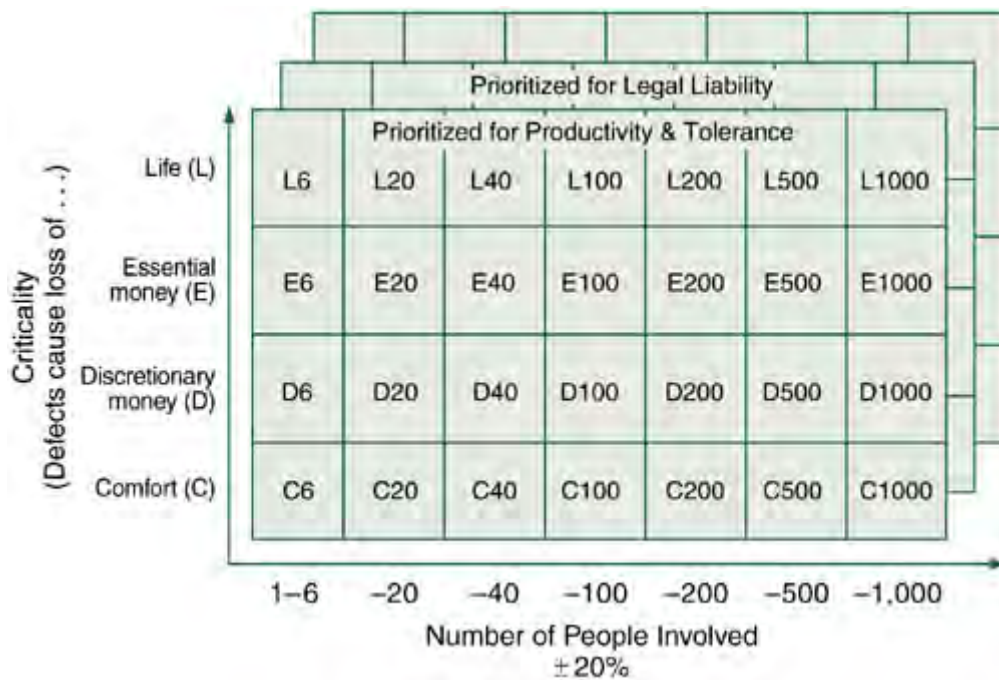 Prioritized for Legal Liability
Prioritized for Productivity & Tolerance
Criticality
(Defects cause loss of . . .)
Life (L)
L6 L20 L40 L100 L200 L500 L1000
Essential
money (E)
E6 E20 E40 E100 E200 E500 E1000
Discretionary
money (D)
D6 D20 D40 D100 D200 D500 D1000
Comfort (C)
C6 C20 C40 C100 C200 C500 C1000
1–6 –20 –40 –100 –200 –500 –1,000
Number of People Involved
±20%